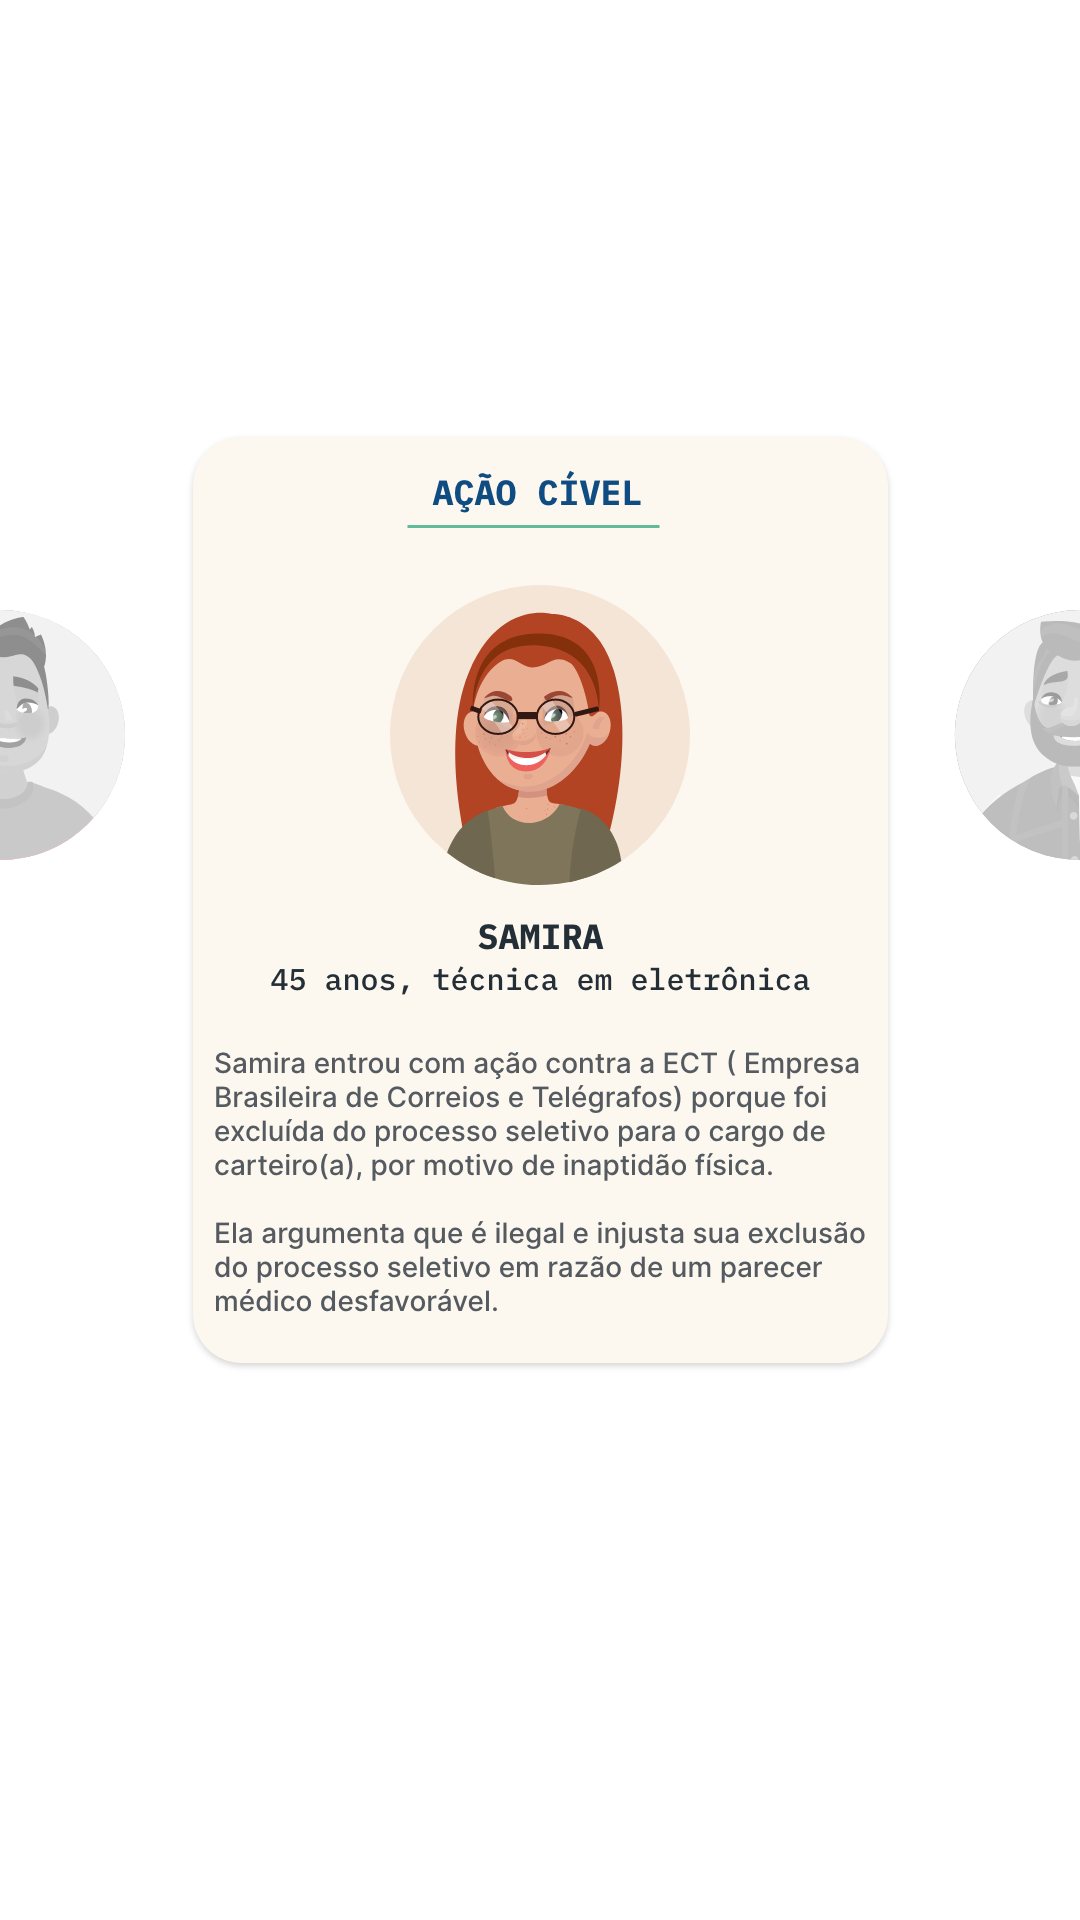 AÇÃO CÍVEL
SAMIRA
45 anos, técnica em eletrônica
Samira entrou com ação contra a ECT ( Empresa
Brasileira de Correios e Telégrafos) porque foi
excluída do processo seletivo para o cargo de
carteiro(a), por motivo de inaptidão física.
Ela argumenta que é ilegal e injusta sua exclusão
do processo seletivo em razão de um parecer
médico desfavorável.